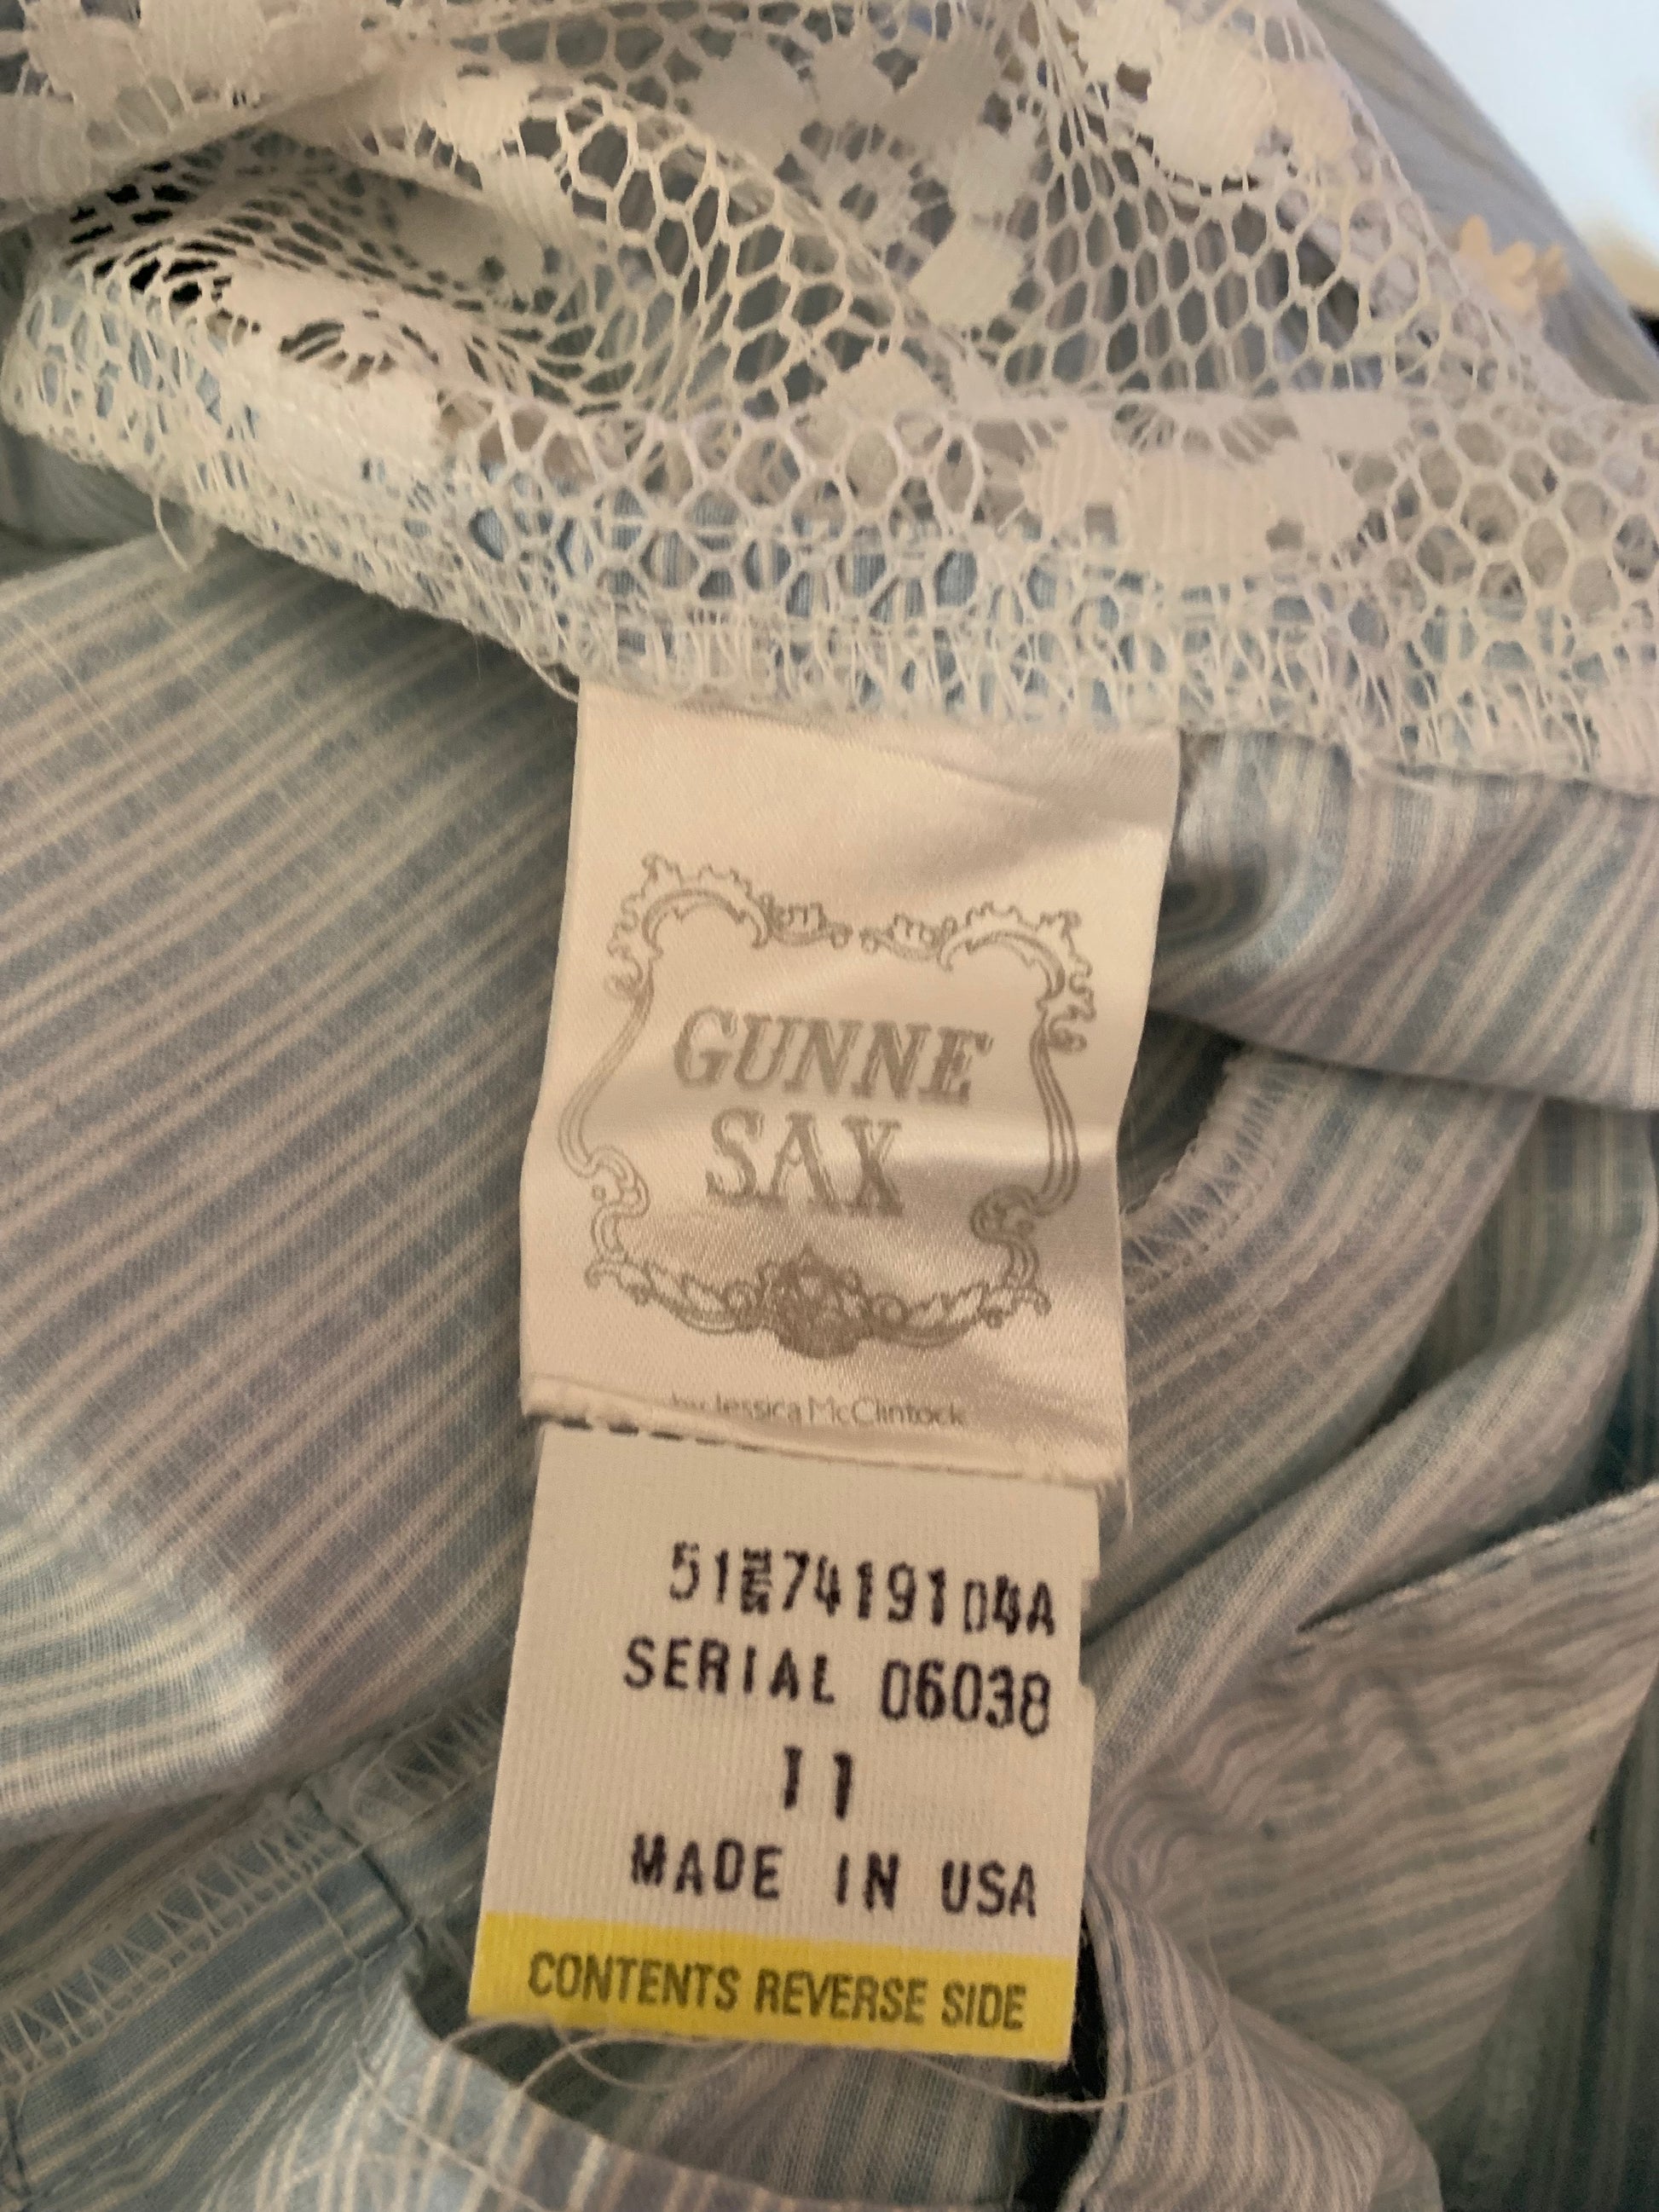 GUNNE
SAX
by Jessica McClintock
SERIAL 06038
11
MADE IN USA
CONTENTS REVERSE SIDE